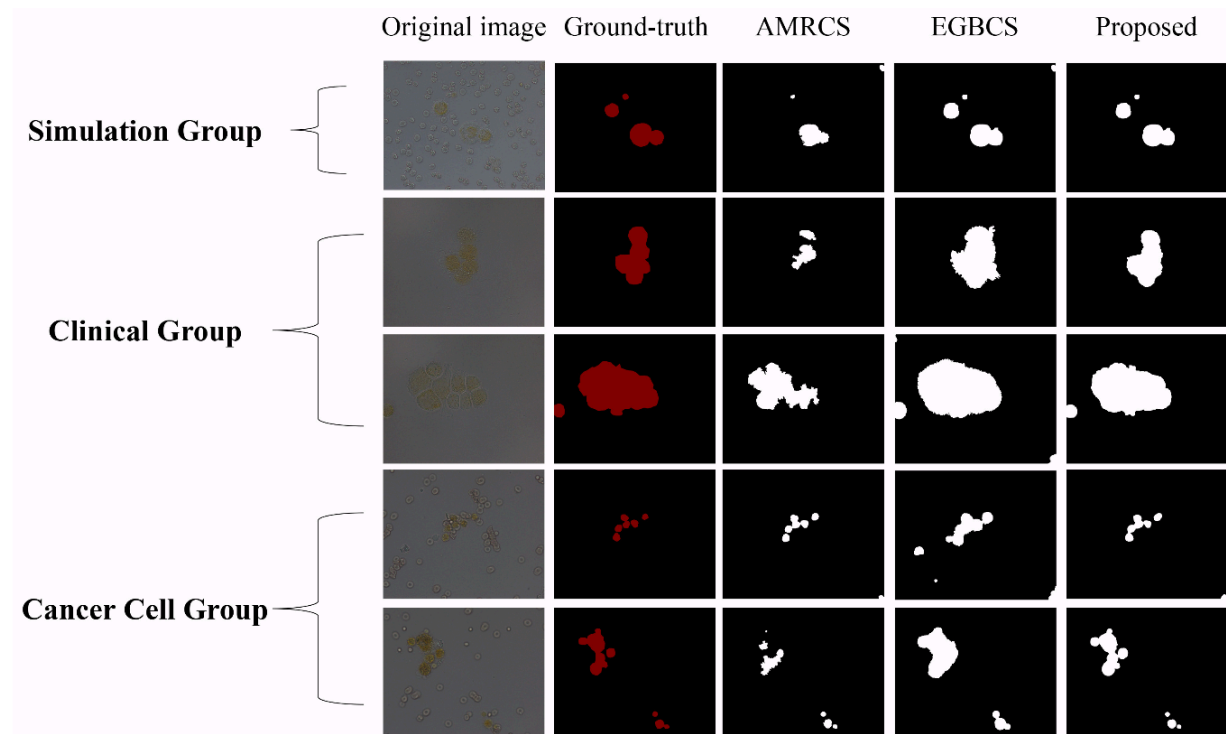 Original image Ground-truth AMRCS EGBCS Proposed
Simulation Group
Clinical Group
Cancer Cell Group